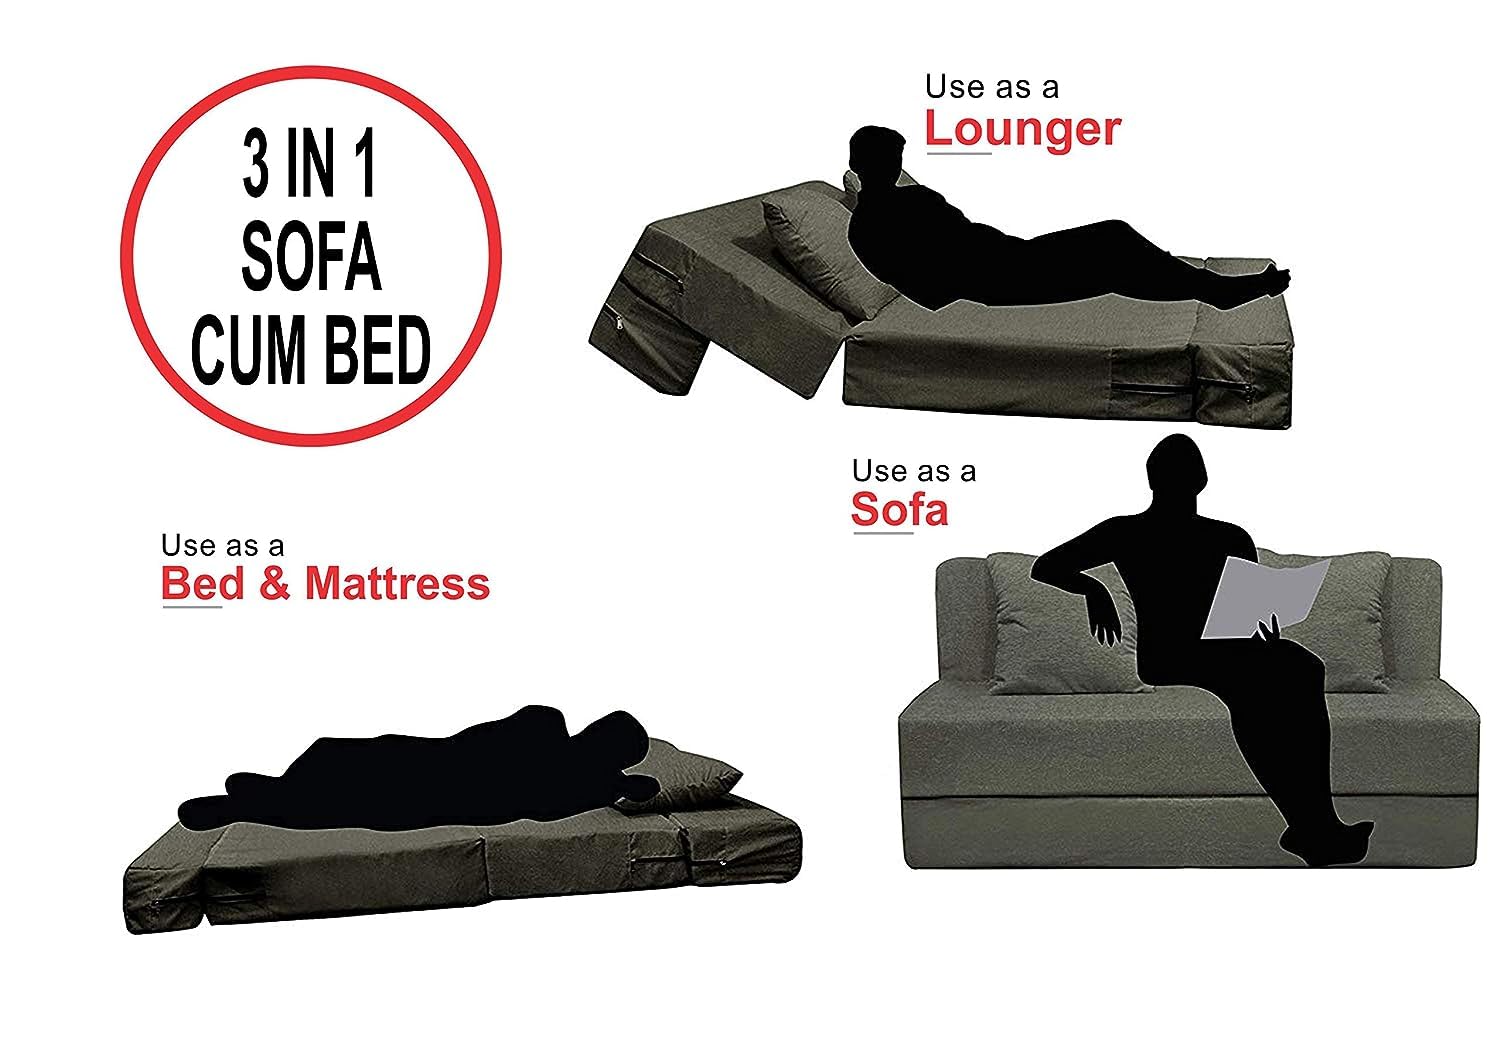 3 IN 1
SOFA
CUM BED
Use as a
Lounger
Use as a
Sofa
Use as a
Bed & Mattress